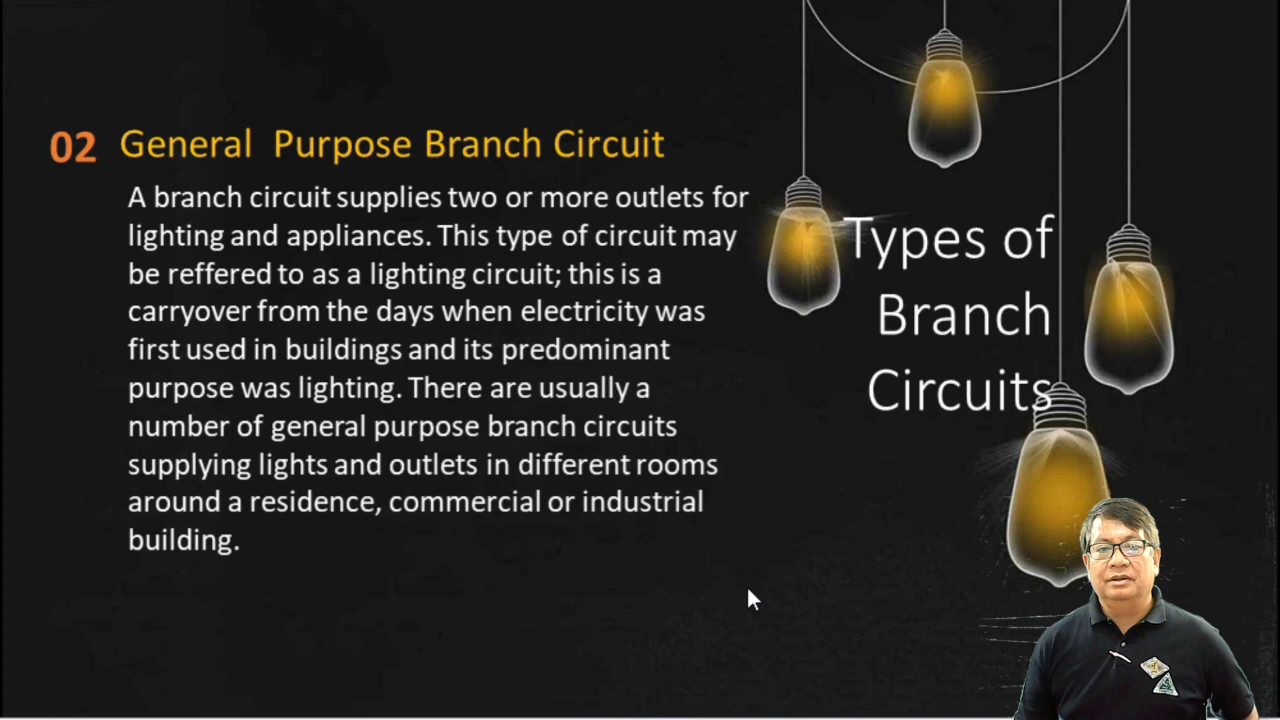 02 General Purpose Branch Circuit
A branch circuit supplies two or more outlets for
lighting and appliances. This type of circuit may
be reffered to as a lighting circuit; this is a
carryover from the days when electricity was
first used in buildings and its predominant
purpose was lighting. There are usually a
number of general purpose branch circuits
supplying lights and outlets in different rooms
around a residence, commercial or industrial
building.
Types of
Branch
Circuits